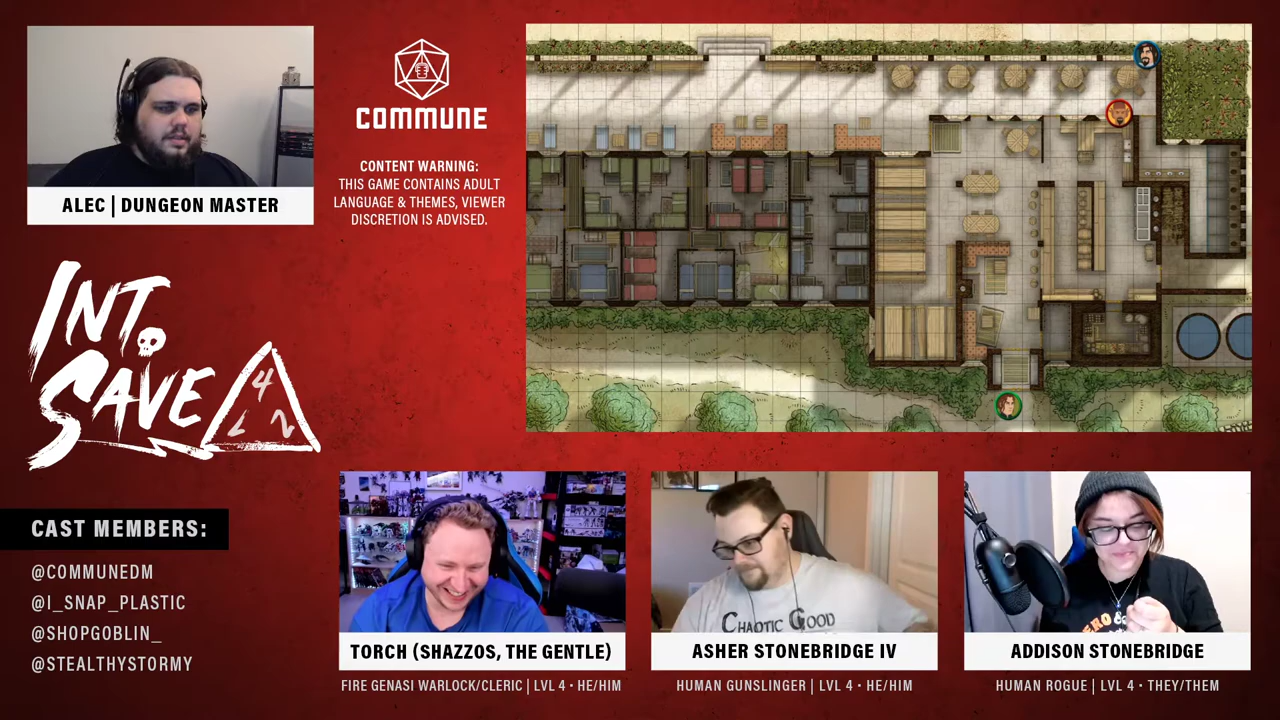 ALEC | DUNGEON MASTER
COMMUNE
CONTENT WARNING:
THIS GAME CONTAINS ADULT
LANGUAGE & THEMES, VIEWER
DISCRETION IS ADVISED.
INT.
SAVE
4
CAST MEMBERS:
@COMMUNEDM
@I_SNAP_PLASTIC
@SHOPGOBLIN_
@STEALTHYSTORMY
CHAOTIC GOOD
TORCH (SHAZZOS, THE GENTLE)
FIRE GENASI WARLOCK/CLERIC | LVL 4 • HE/HIM
ASHER STONEBRIDGE IV
HUMAN GUNSLINGER | LVL 4 • HE/HIM
ADDISON STONEBRIDGE
HUMAN ROGUE | LVL 4 • THEY/THEM